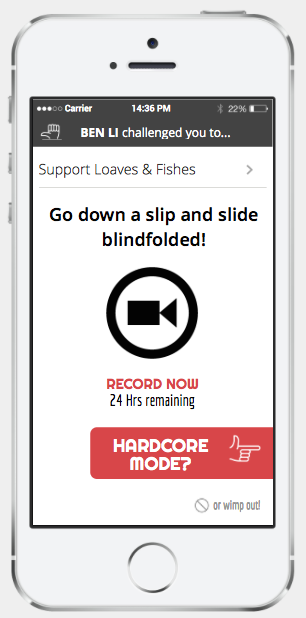 Carrier 14:36 PM 22%
BEN LI challenged you to...
Support Loaves & Fishes
Go down a slip and slide
blindfolded!
RECORD NOW
24 Hrs remaining
HARDCORE
MODE?
or wimp out!